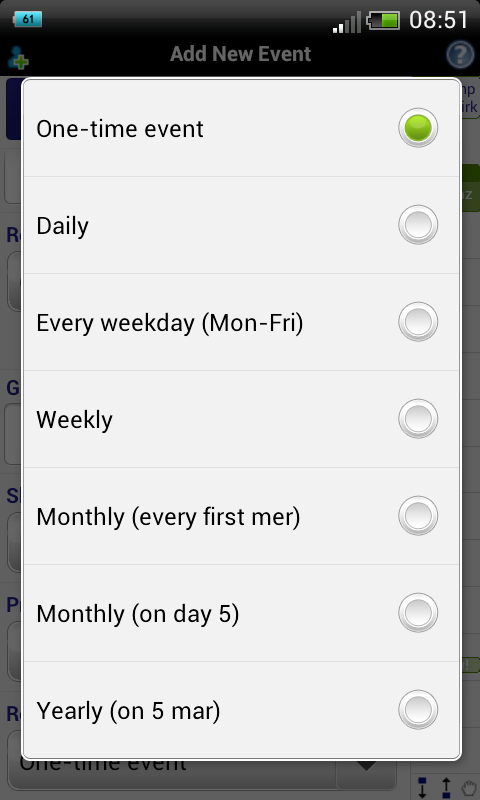 61
08:51
Add New Event
?
One-time event
Daily
Every weekday (Mon-Fri)
Weekly
Monthly (every first mer)
Monthly (on day 5)
Yearly (on 5 mar)
One-time event